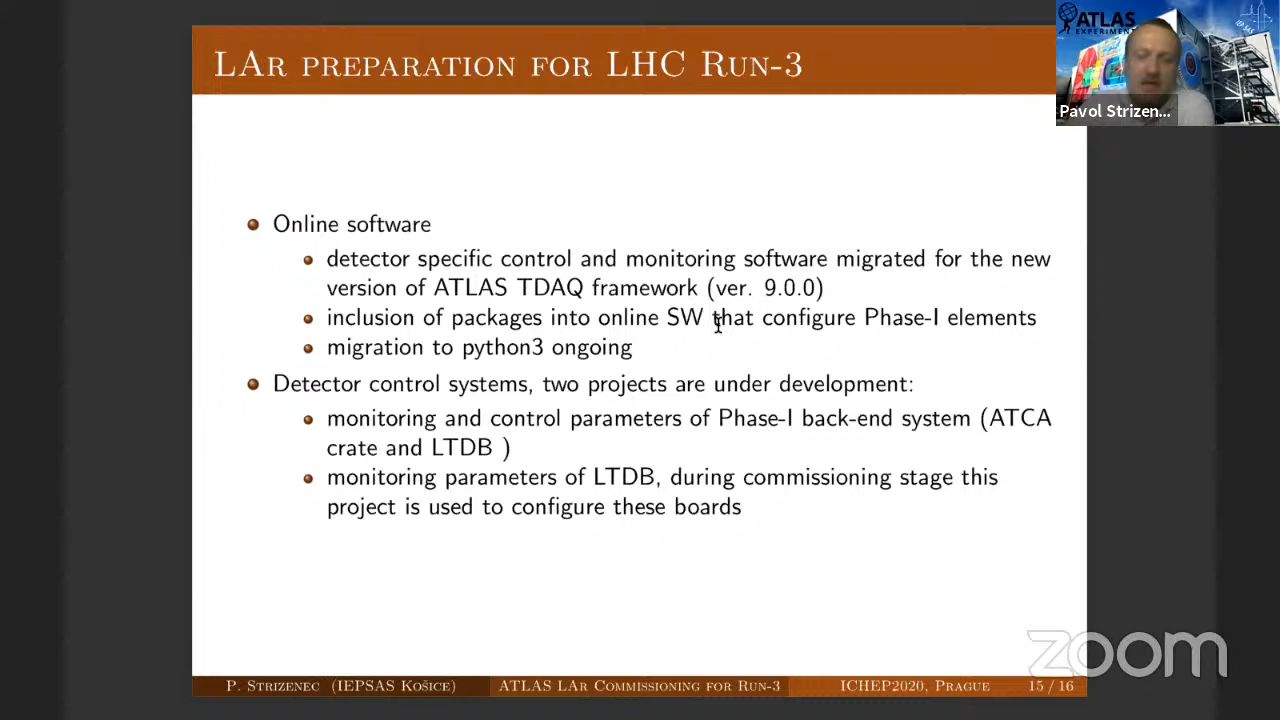 LAr preparation for LHC Run-3
ATLAS
EXPERIMENT
Pavol Strizen...
Online software
detector specific control and monitoring software migrated for the new
version of ATLAS TDAQ framework (ver. 9.0.0)
inclusion of packages into online SW that configure Phase-I elements
migration to python3 ongoing
Detector control systems, two projects are under development:
monitoring and control parameters of Phase-I back-end system (ATCA
crate and LTDB )
monitoring parameters of LTDB, during commissioning stage this
project is used to configure these boards
zoom
P. Strizenec (IEPSAS Košice) ATLAS LAr Commissioning for Run-3 ICHEP2020, Prague 15 / 16